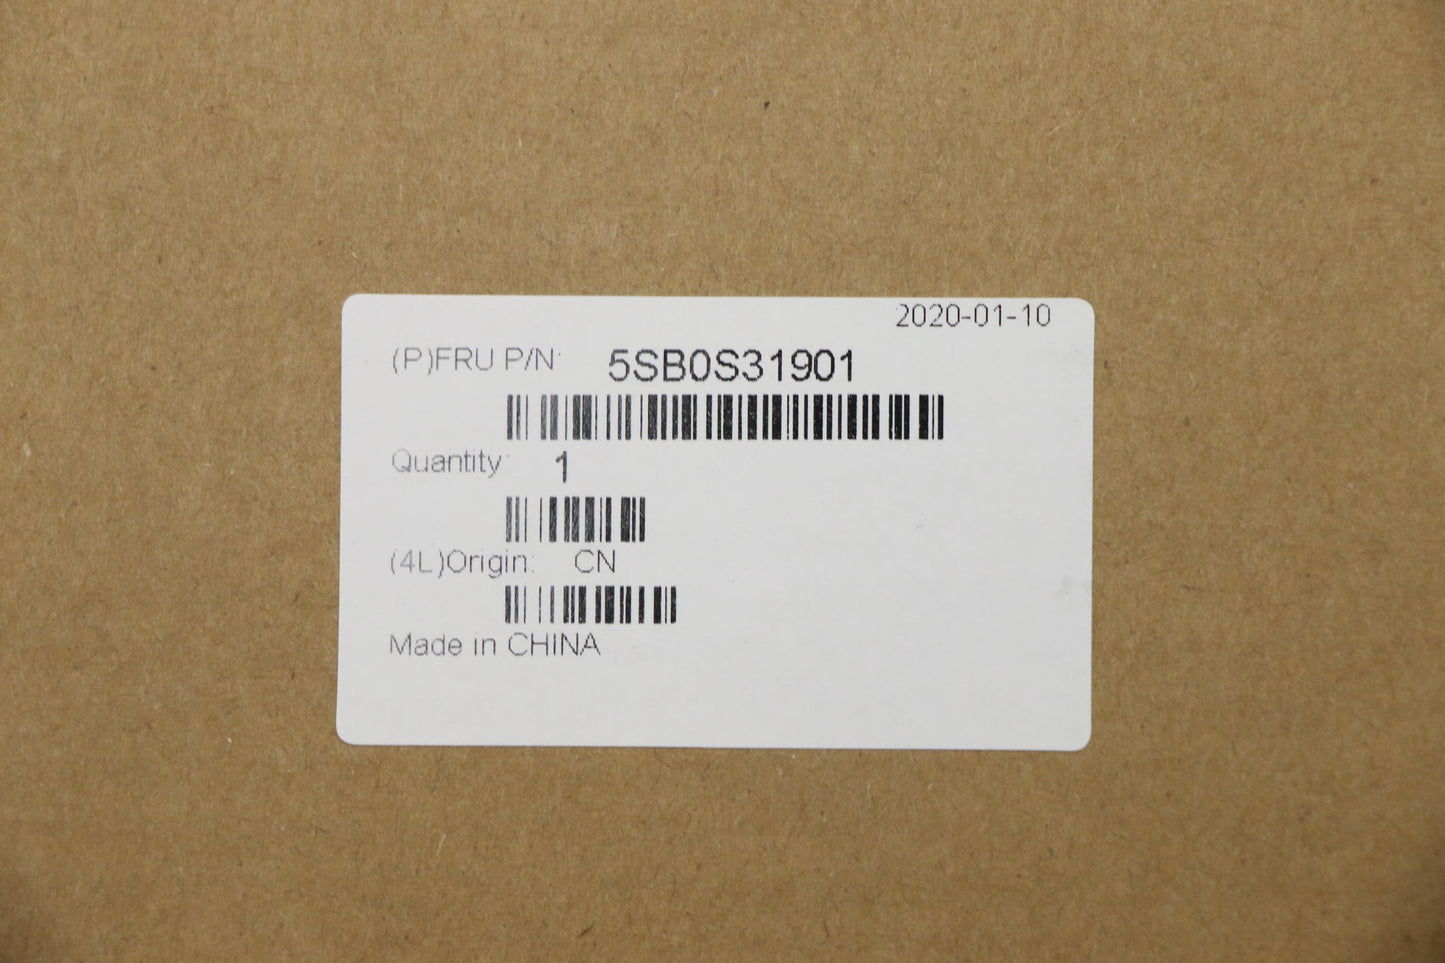 2020-01-10
(P)FRU P/N: 5SB0S31901
Quantity: 1
(4L)Origin: CN
Made in CHINA